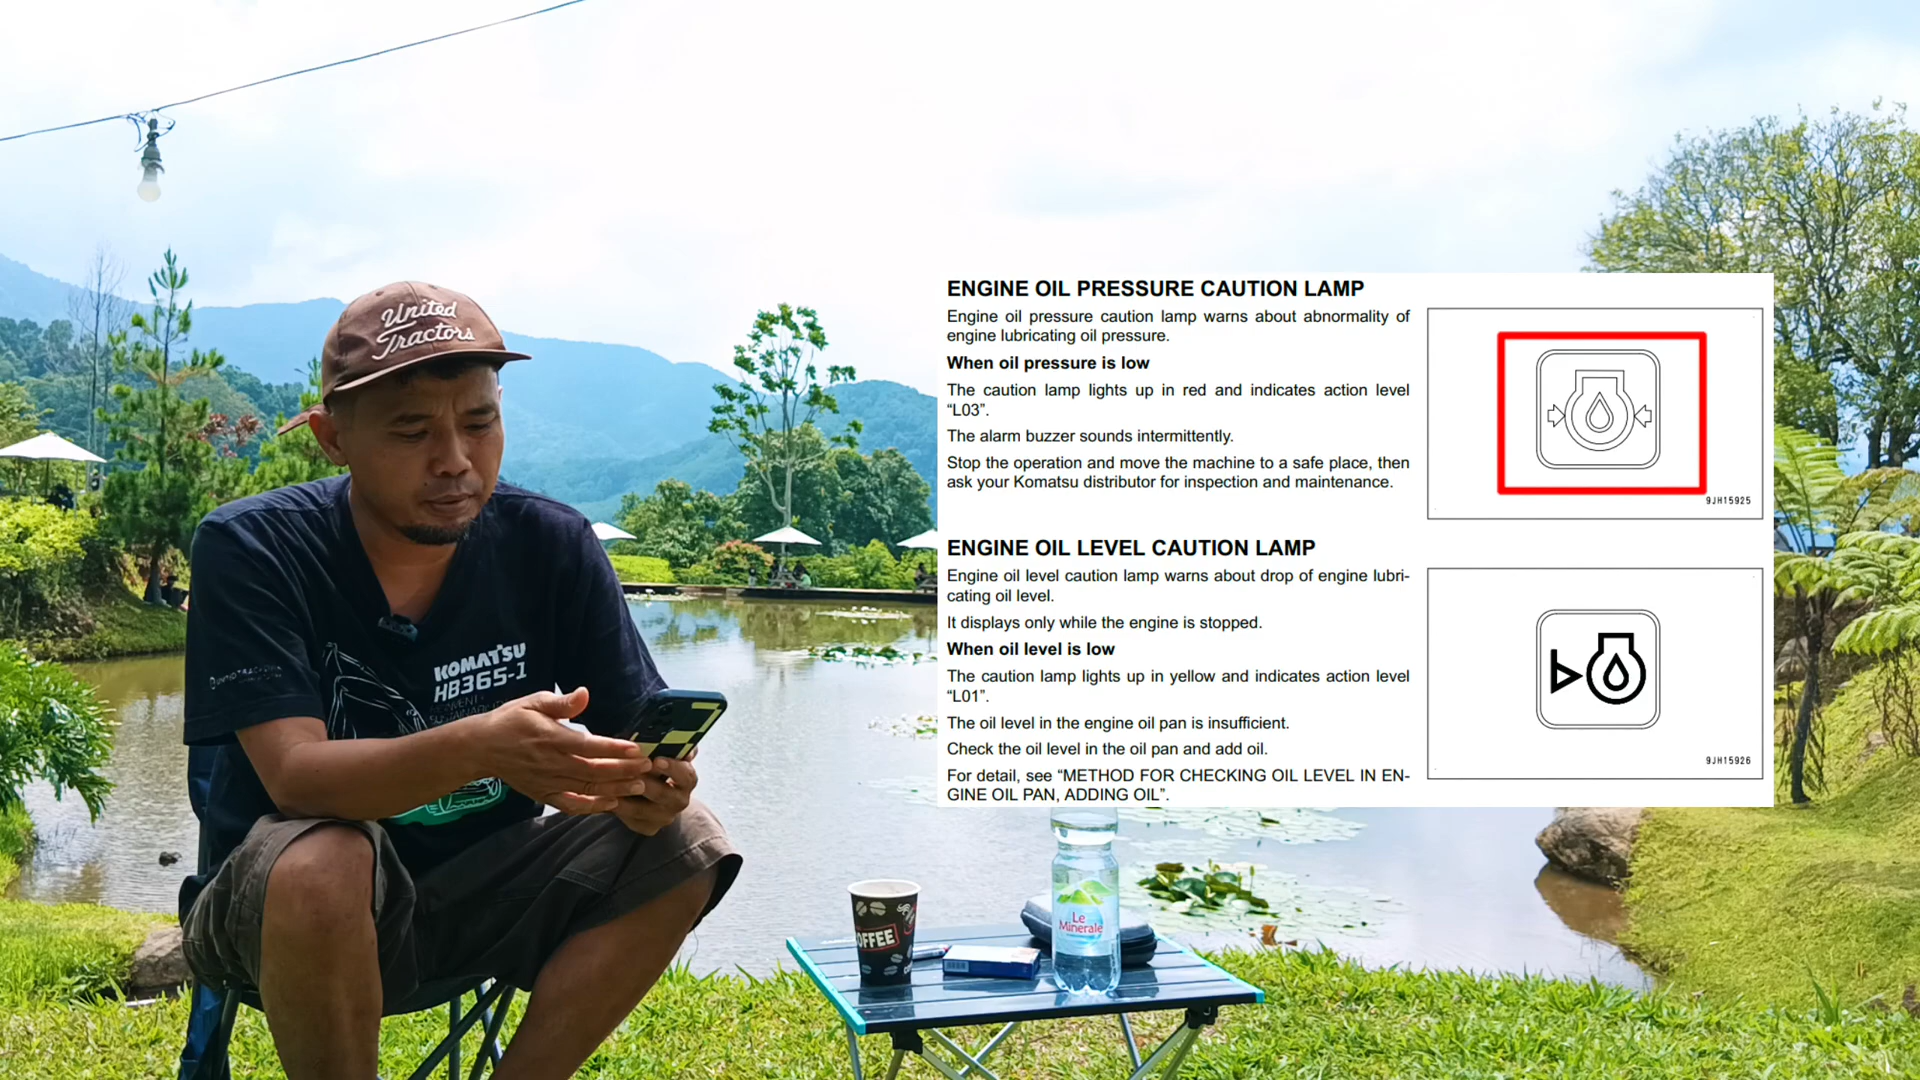 United
Tractors
KOMATSU
HB365-1
ENGINE OIL PRESSURE CAUTION LAMP
Engine oil pressure caution lamp warns about abnormality of
engine lubricating oil pressure.
When oil pressure is low
The caution lamp lights up in red and indicates action level
“L03”.
The alarm buzzer sounds intermittently.
Stop the operation and move the machine to a safe place, then
ask your Komatsu distributor for inspection and maintenance.
9JH15925
ENGINE OIL LEVEL CAUTION LAMP
Engine oil level caution lamp warns about drop of engine lubri-
cating oil level.
It displays only while the engine is stopped.
When oil level is low
The caution lamp lights up in yellow and indicates action level
“L01”.
The oil level in the engine oil pan is insufficient.
Check the oil level in the oil pan and add oil.
For detail, see “METHOD FOR CHECKING OIL LEVEL IN EN-
GINE OIL PAN, ADDING OIL”.
9JH15926
Le
Minerale